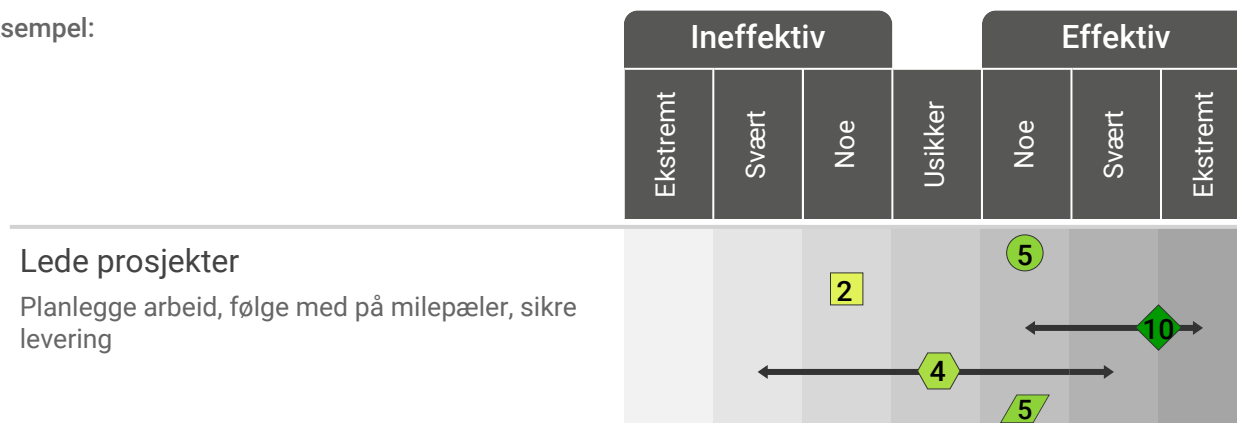 sempel:
Ineffektiv
Effektiv
Ekstremt
Svært
Noe
Usikker
Noe
Svært
Ekstremt
Lede prosjekter
Planlegge arbeid, følge med på milepæler, sikre
levering
5
2
10
4
5